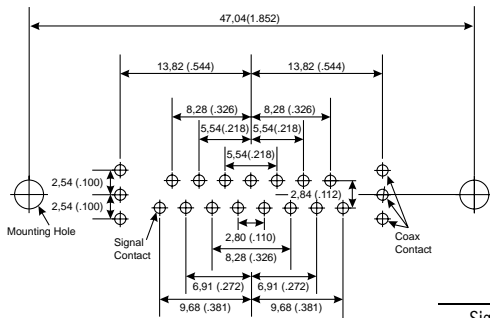 47,04(1.852)
13,82 (.544)
13,82 (.544)
8,28 (.326)
8,28 (.326)
5,54(.218)
5,54(.218)
5,54(.218)
2,54 (.100)
2,84 (.112)
2,54 (.100)
Mounting Hole
Signal
Contact
2,80 (.110)
8,28 (.326)
Coax
Contact
6,91 (.272)
6,91 (.272)
9,68 (.381)
9,68 (.381)
Sig